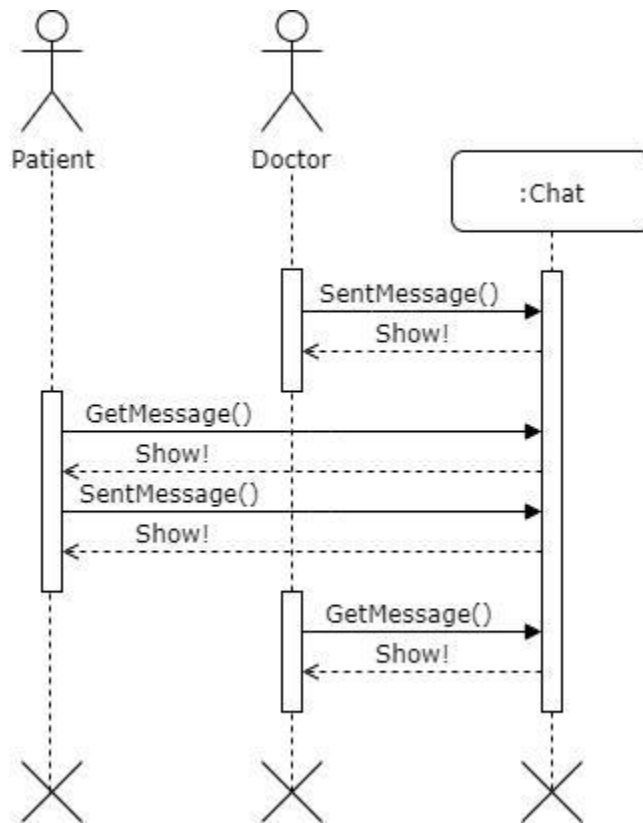 Patient
Doctor
:Chat
SentMessage()
Show!
GetMessage()
Show!
SentMessage()
Show!
GetMessage()
Show!